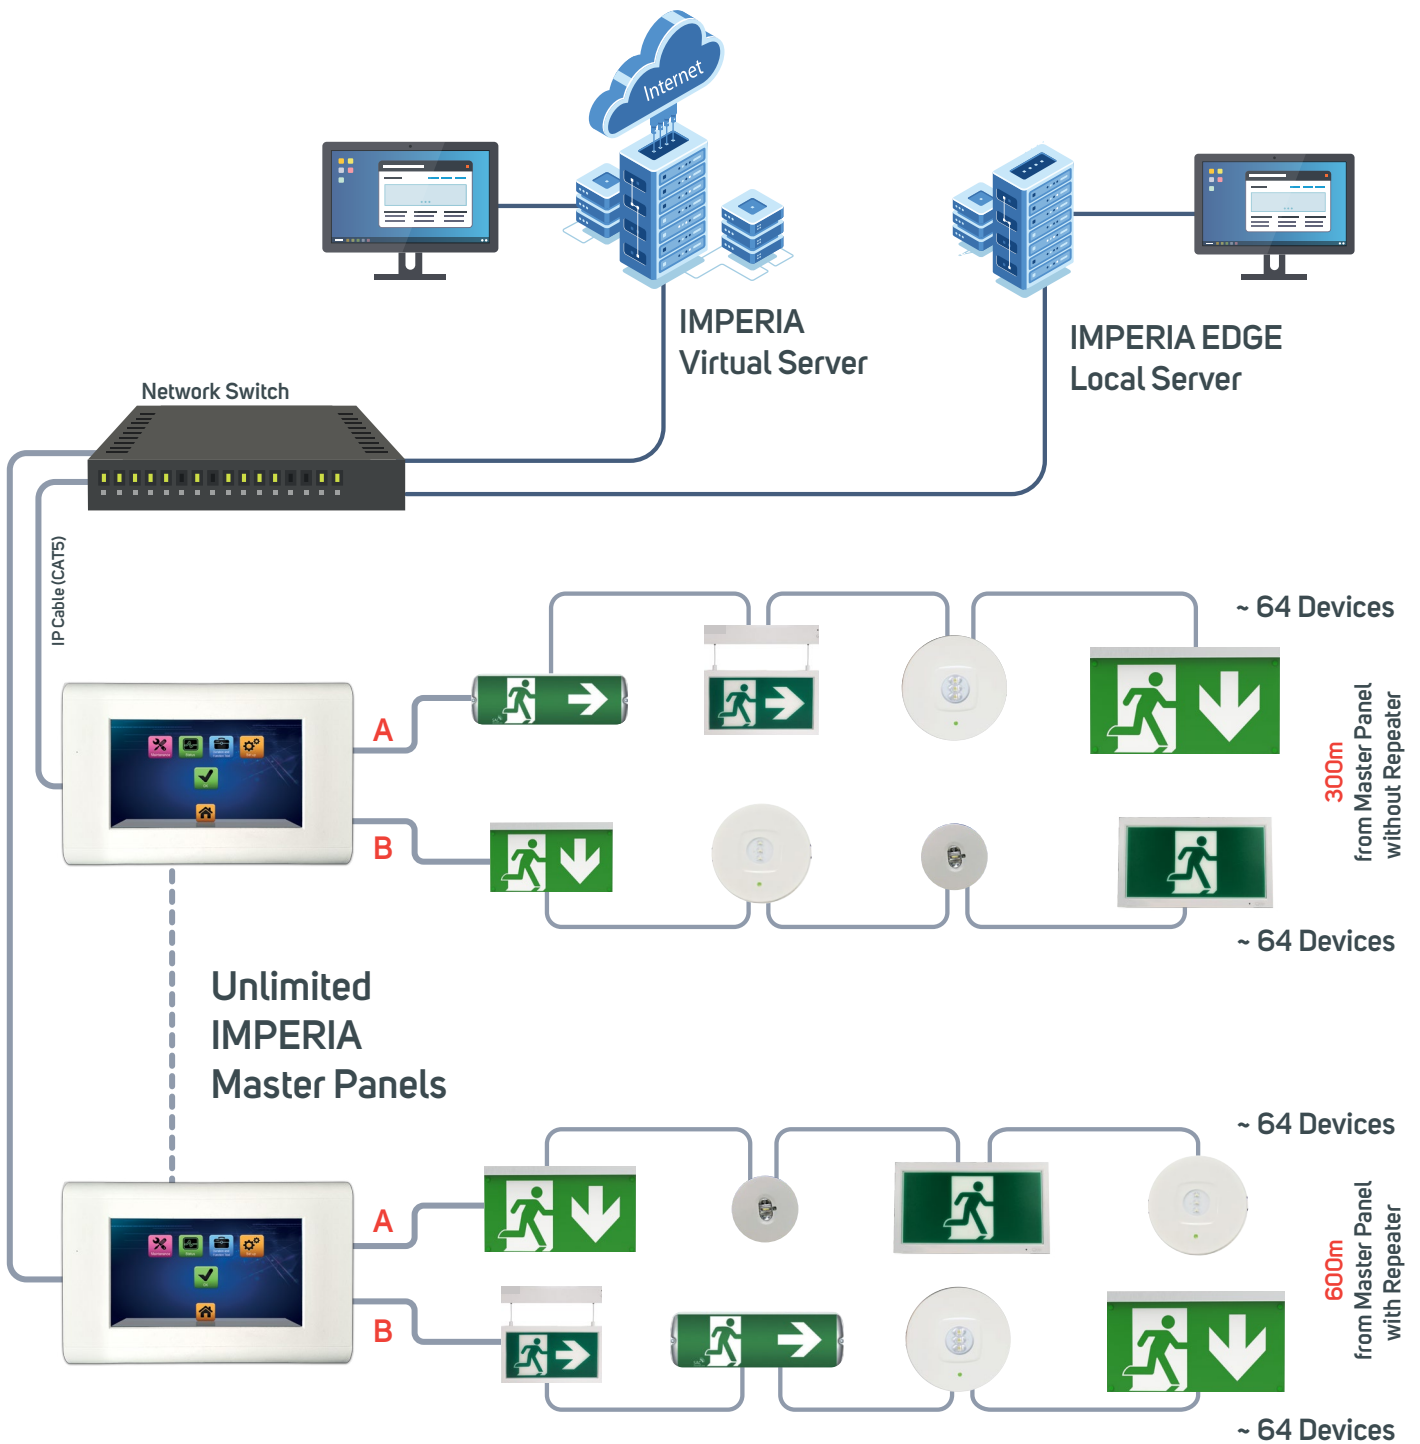 Internet
IMPERIA
Virtual Server
IMPERIA EDGE
Local Server
Network Switch
IP Cable (CAT5)
~ 64 Devices
A
B
300m
from Master Panel
without Repeater
~ 64 Devices
Unlimited
IMPERIA
Master Panels
~ 64 Devices
A
B
600m
from Master Panel
with Repeater
~ 64 Devices